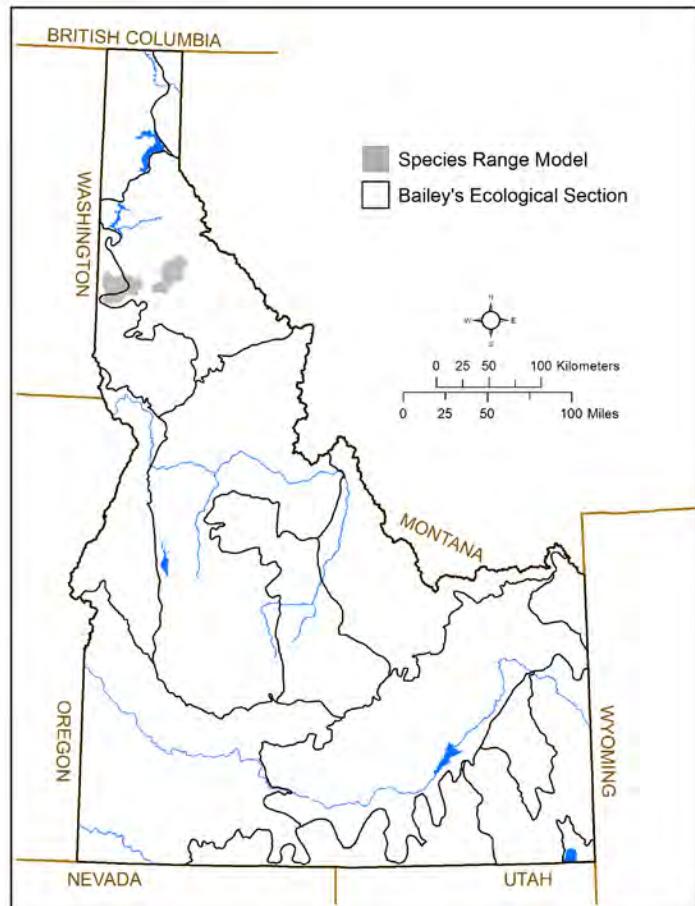 BRITISH COLUMBIA
WASHINGTON
Species Range Model
Bailey's Ecological Section
N
W E
S
0 25 50 100 Kilometers
0 25 50 100 Miles
MONTANA
OREGON
WYOMING
NEVADA
UTAH